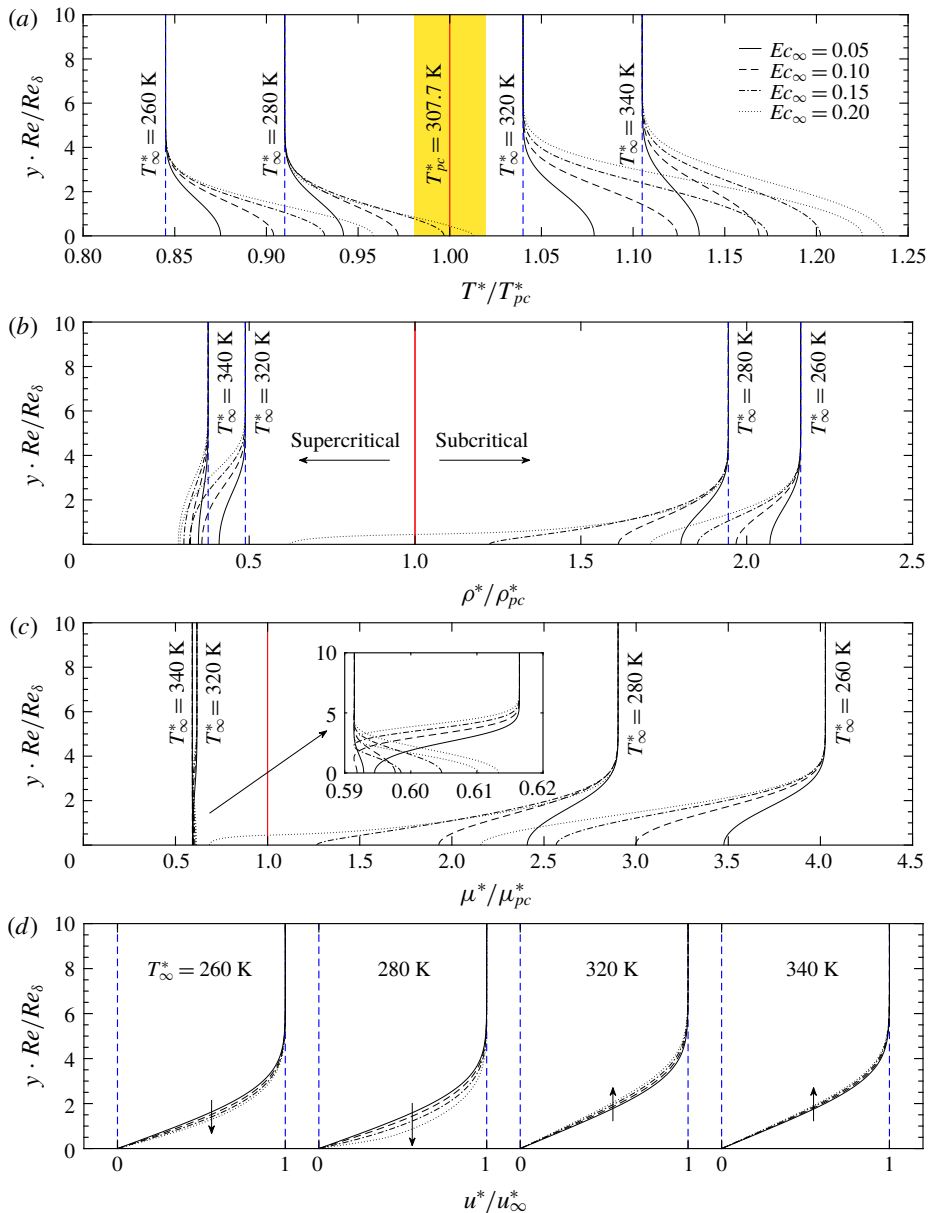 (a)
10
8
6
4
2
0
y · Re/Re_δ
T*_∞ = 260 K
T*_∞ = 280 K
T*_pc = 307.7 K
T*_∞ = 320 K
T*_∞ = 340 K
Ec_∞ = 0.05
Ec_∞ = 0.10
Ec_∞ = 0.15
Ec_∞ = 0.20
0.80 0.85 0.90 0.95 1.00 1.05 1.10 1.15 1.20 1.25
T*/T*_pc
(b)
10
8
6
4
2
0
y · Re/Re_δ
T*_∞ = 340 K
T*_∞ = 320 K
Supercritical
Subcritical
T*_∞ = 280 K
T*_∞ = 260 K
0.5 1.0 1.5 2.0 2.5
ρ*/ρ*_pc
(c)
10
8
6
4
2
0
y · Re/Re_δ
T*_∞ = 340 K
T*_∞ = 320 K
10
5
0
0.59 0.60 0.61 0.62
T*_∞ = 280 K
T*_∞ = 260 K
0.5 1.0 1.5 2.0 2.5 3.0 3.5 4.0 4.5
μ*/μ*_pc
(d)
10
8
6
4
2
0
y · Re/Re_δ
T*_∞ = 260 K
280 K
320 K
340 K
0 1 0 1 0 1 0 1
u*/u*_∞